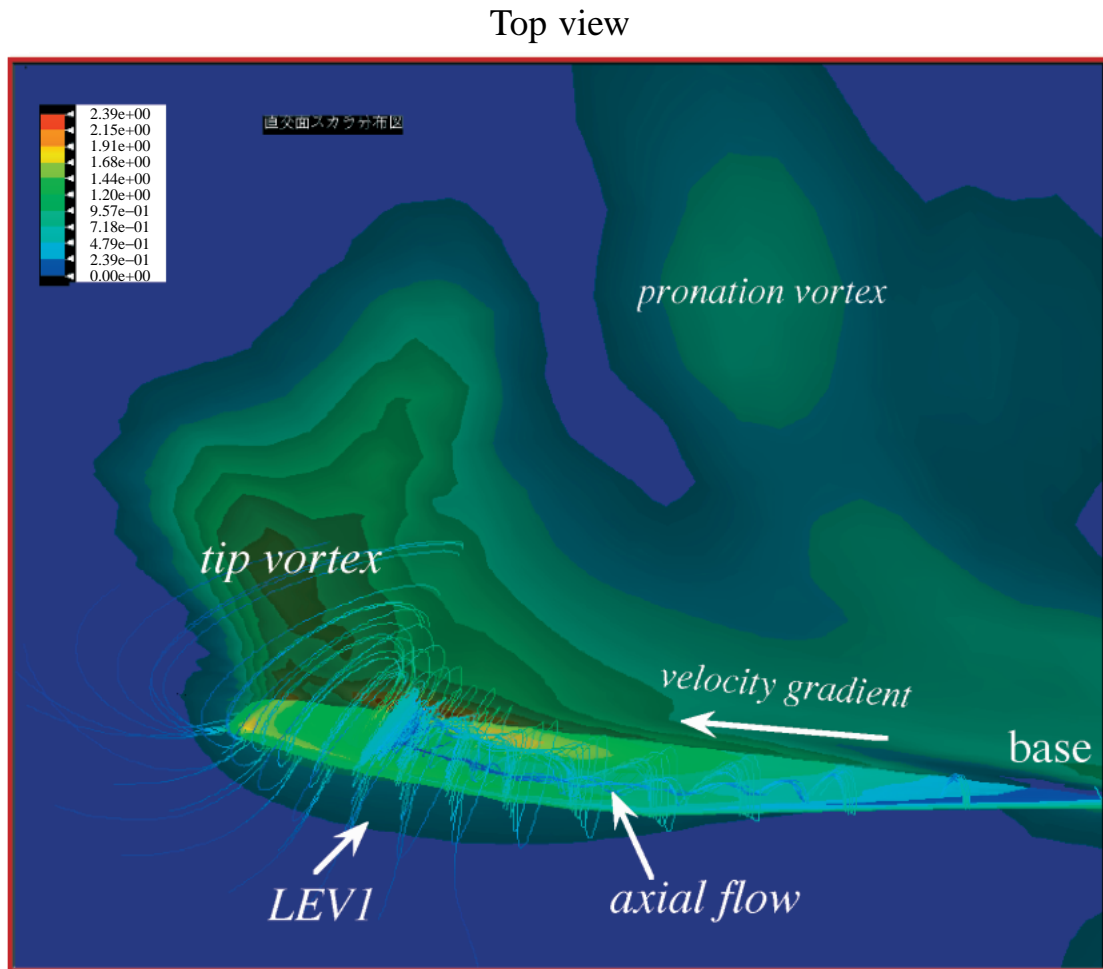 Top view
2.39e+00
2.15e+00
1.91e+00
1.68e+00
1.44e+00
1.20e+00
9.57e−01
7.18e−01
4.79e−01
2.39e−01
0.00e+00
直交面スカラ分布図
pronation vortex
tip vortex
velocity gradient
base
LEV1
axial flow